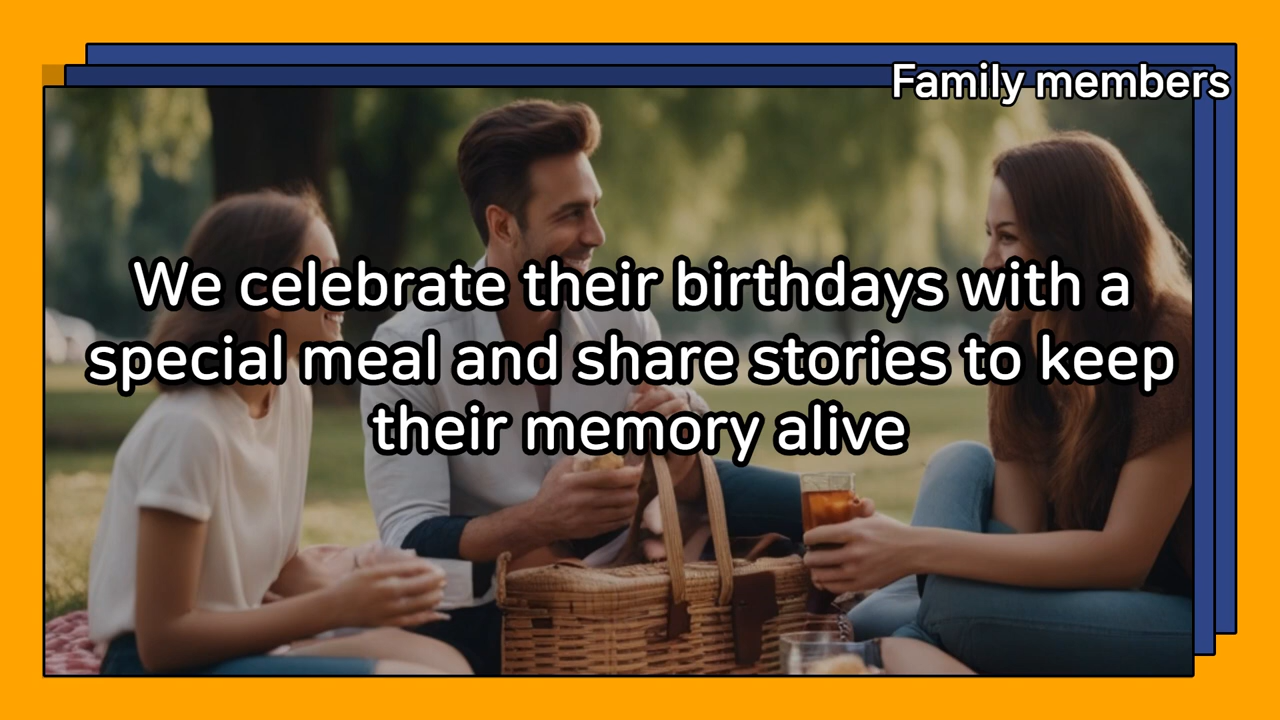 Family members
We celebrate their birthdays with a
special meal and share stories to keep
their memory alive